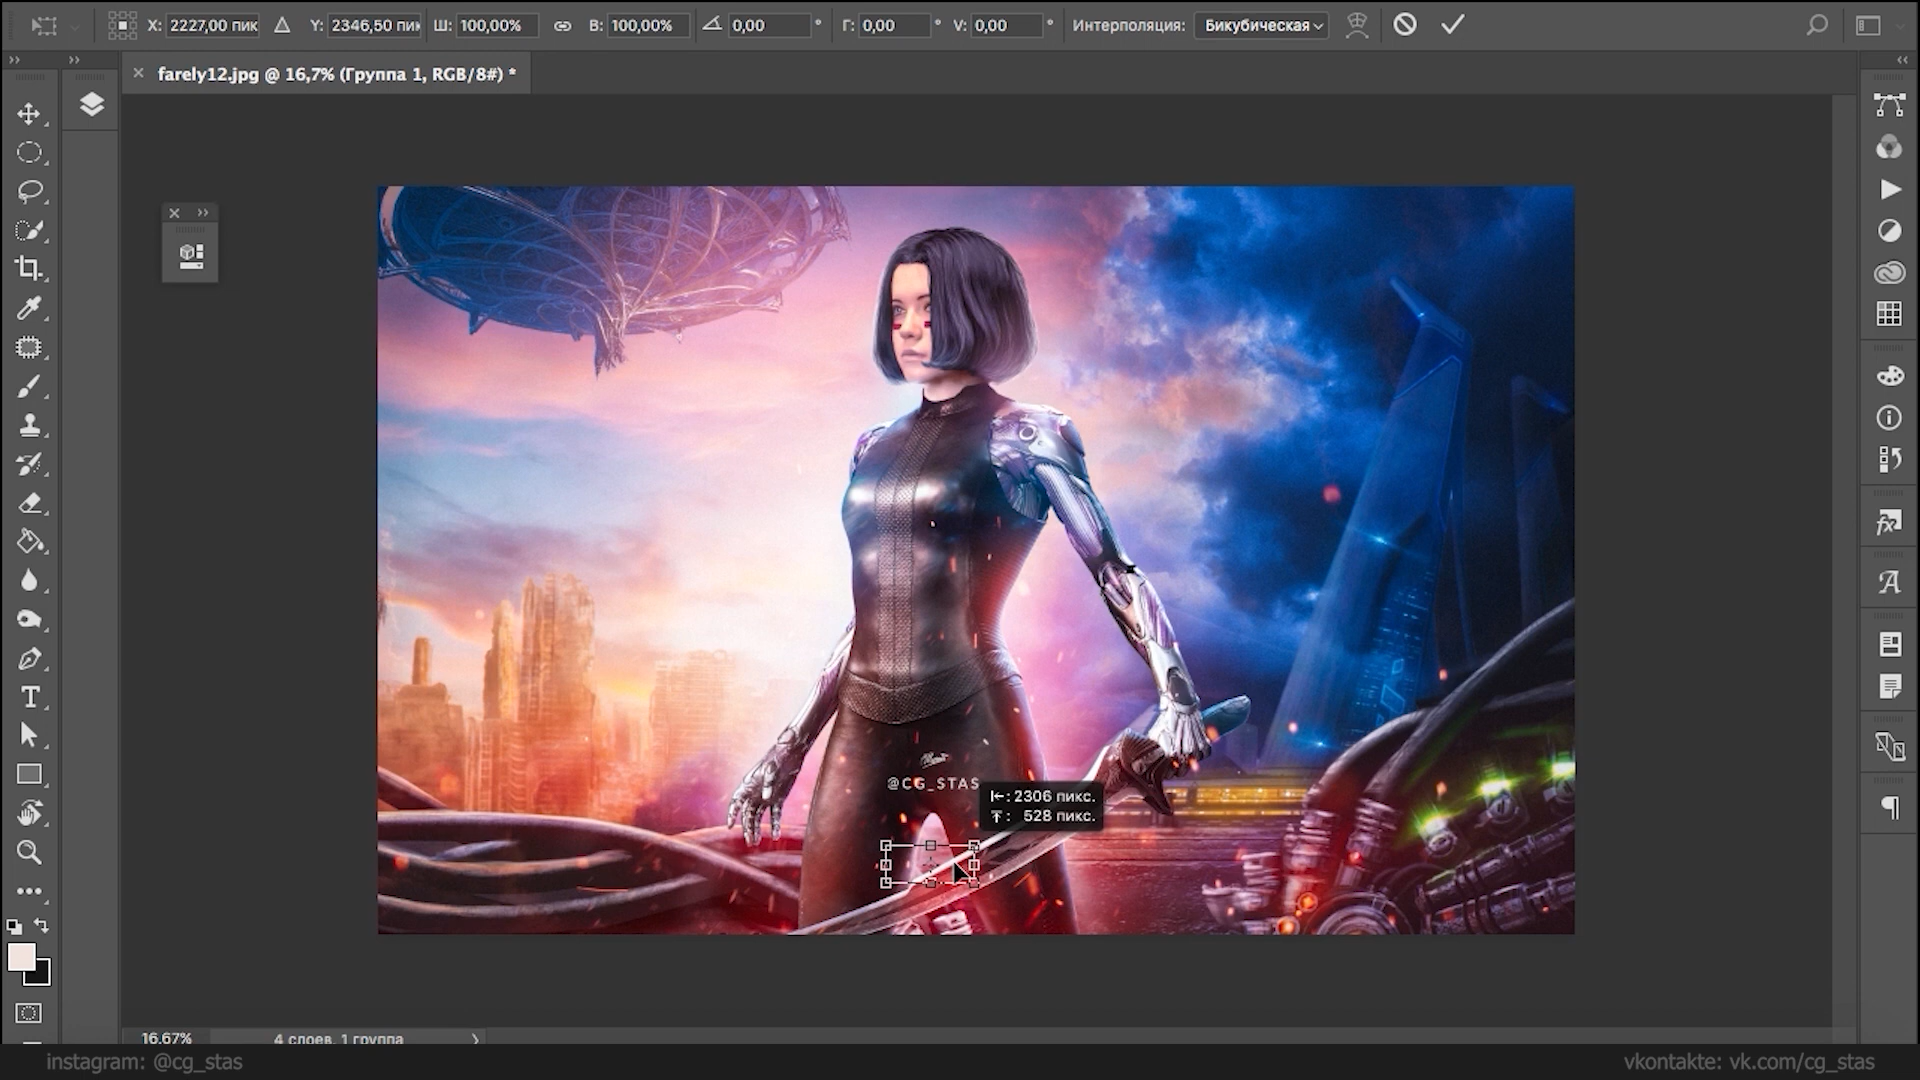 X: 2227,00 пик Y: 2346,50 пик Ш: 100,00% В: 100,00% 0,00 ° Г: 0,00 ° V: 0,00 ° Интерполяция: Бикубическая
farely12.jpg @ 16,7% (Группа 1, RGB/8#) *
@CG_STAS
: 2306 пикс.
: 528 пикс.
16,67% 4 слоев, 1 группа
instagram: @cg_stas vkontakte: vk.com/cg_stas